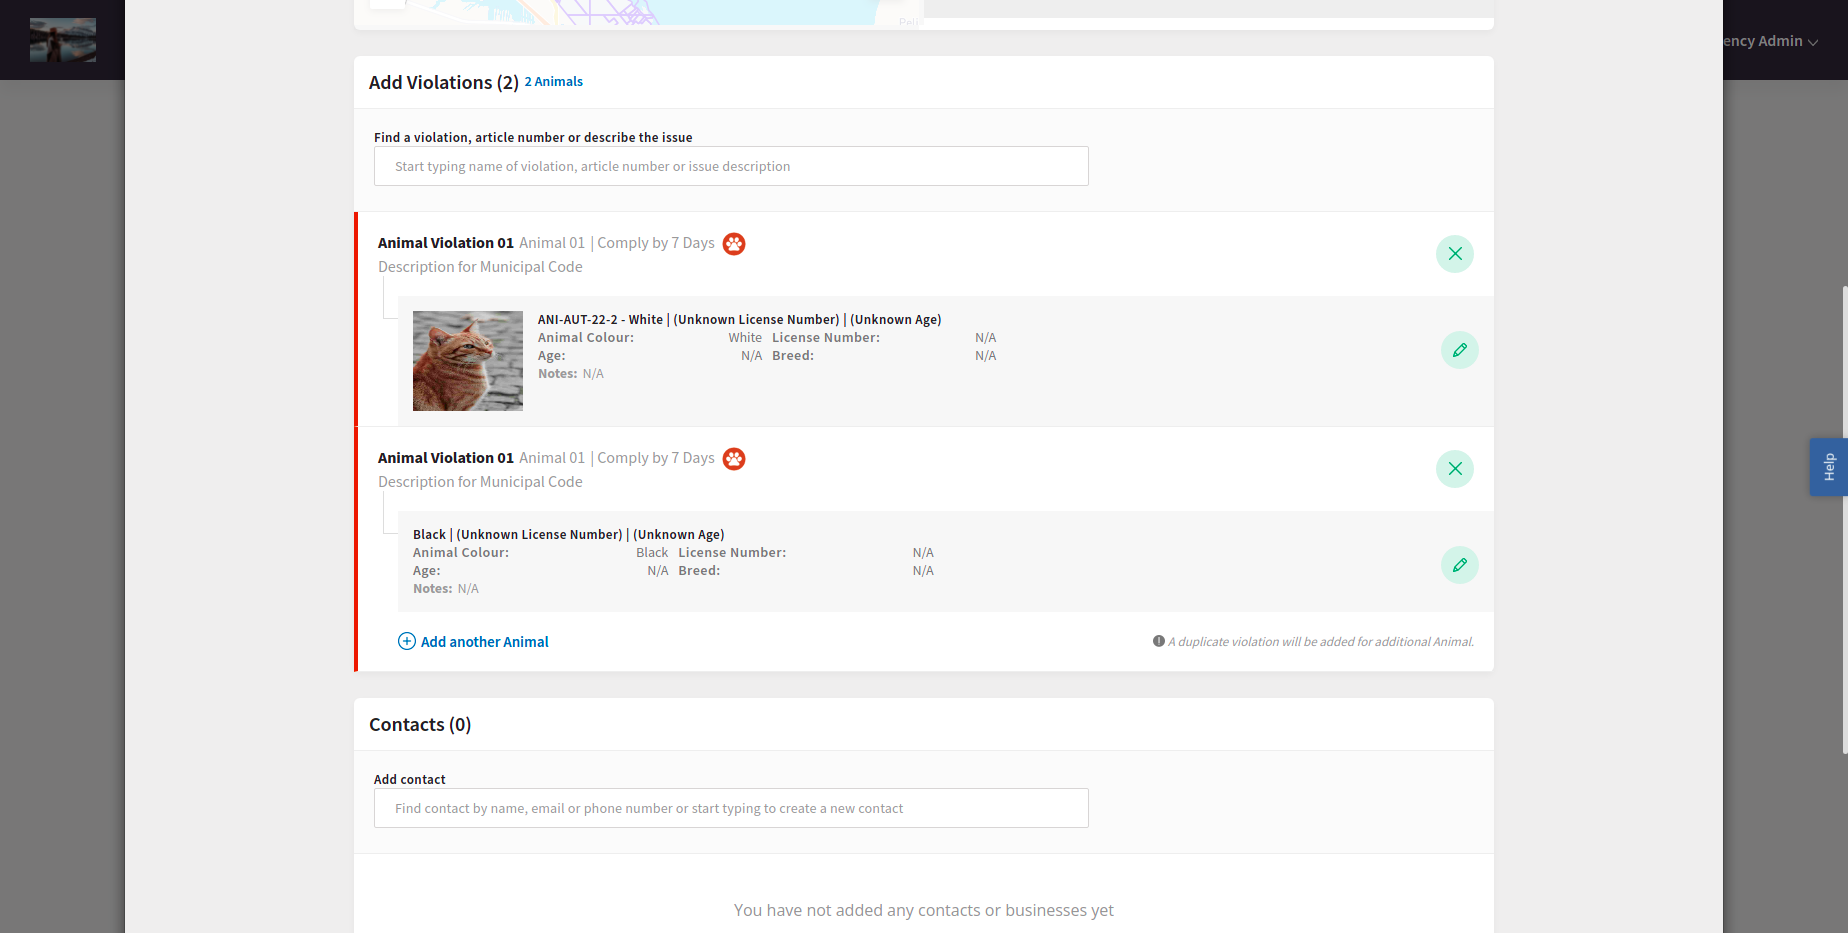 Peli
ency Admin
Add Violations (2) 2 Animals
Find a violation, article number or describe the issue
Start typing name of violation, article number or issue description
Animal Violation 01 Animal 01 | Comply by 7 Days
Description for Municipal Code
ANI-AUT-22-2 - White | (Unknown License Number) | (Unknown Age)
Animal Colour: White License Number: N/A
Age: N/A Breed: N/A
Notes: N/A
Animal Violation 01 Animal 01 | Comply by 7 Days
Description for Municipal Code
Black | (Unknown License Number) | (Unknown Age)
Animal Colour: Black License Number: N/A
Age: N/A Breed: N/A
Notes: N/A
Add another Animal
A duplicate violation will be added for additional Animal.
Help
Contacts (0)
Add contact
Find contact by name, email or phone number or start typing to create a new contact
You have not added any contacts or businesses yet